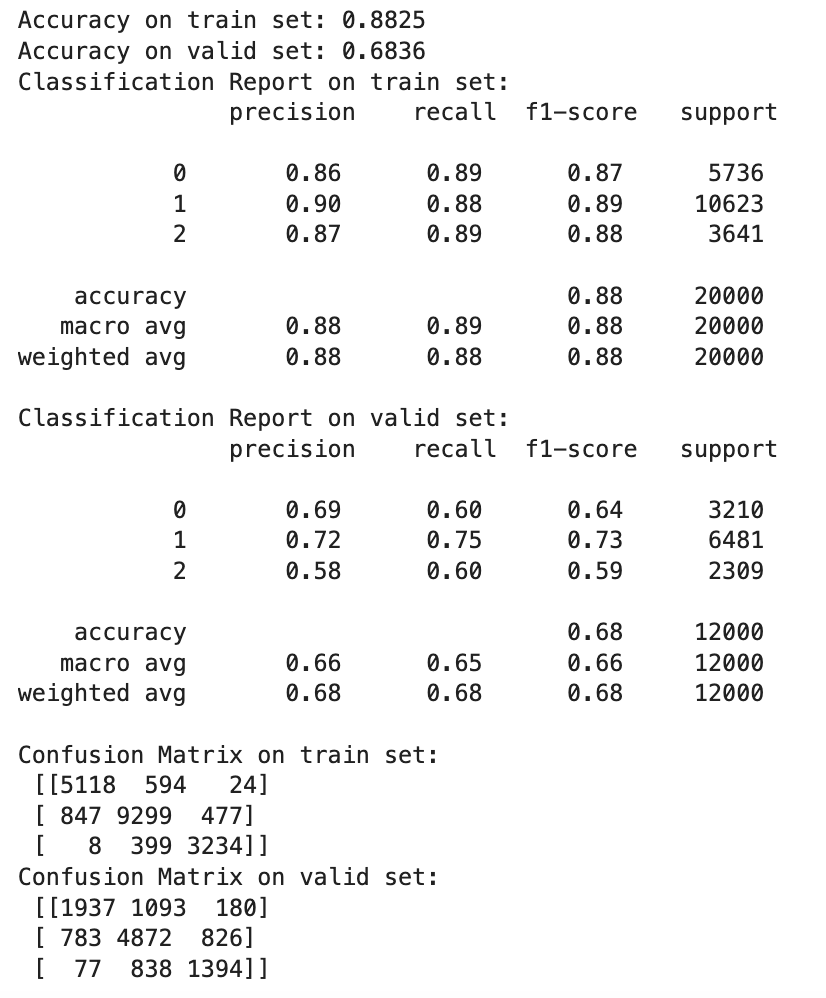 Accuracy on train set: 0.8825
Accuracy on valid set: 0.6836
Classification Report on train set:
precision recall f1-score support
0 0.86 0.89 0.87 5736
1 0.90 0.88 0.89 10623
2 0.87 0.89 0.88 3641
accuracy 0.88 20000
macro avg 0.88 0.89 0.88 20000
weighted avg 0.88 0.88 0.88 20000
Classification Report on valid set:
precision recall f1-score support
0 0.69 0.60 0.64 3210
1 0.72 0.75 0.73 6481
2 0.58 0.60 0.59 2309
accuracy 0.68 12000
macro avg 0.66 0.65 0.66 12000
weighted avg 0.68 0.68 0.68 12000
Confusion Matrix on train set:
[[5118 594 24]
[ 847 9299 477]
[ 8 399 3234]]
Confusion Matrix on valid set:
[[1937 1093 180]
[ 783 4872 826]
[ 77 838 1394]]